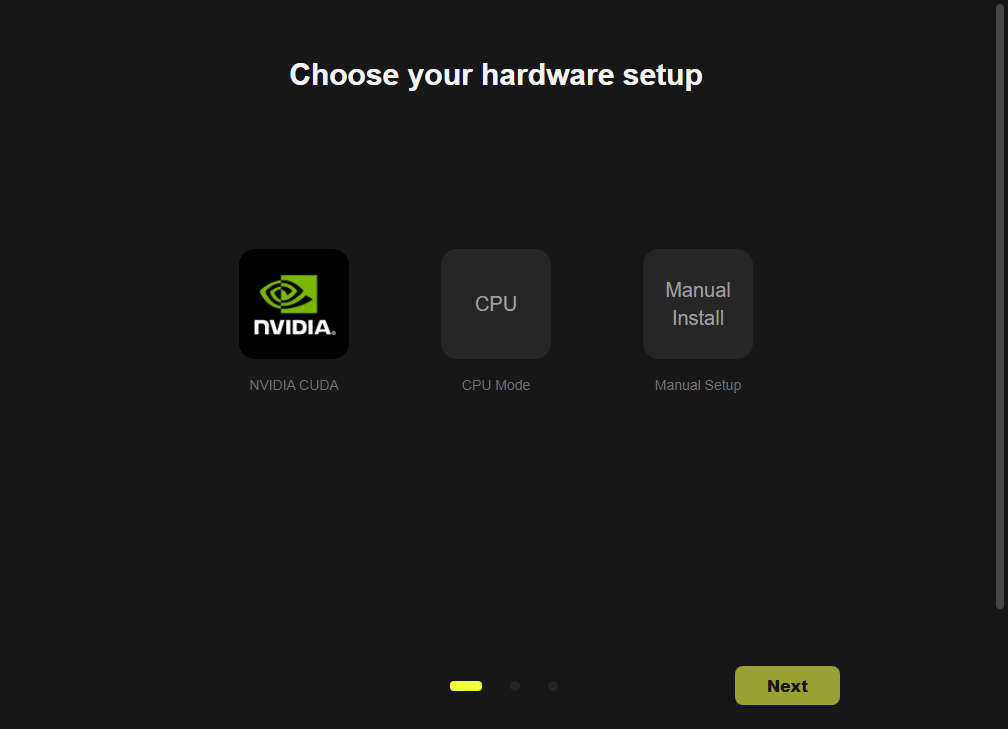 Choose your hardware setup
NVIDIA.
CPU
Manual
Install
NVIDIA CUDA
CPU Mode
Manual Setup
Next